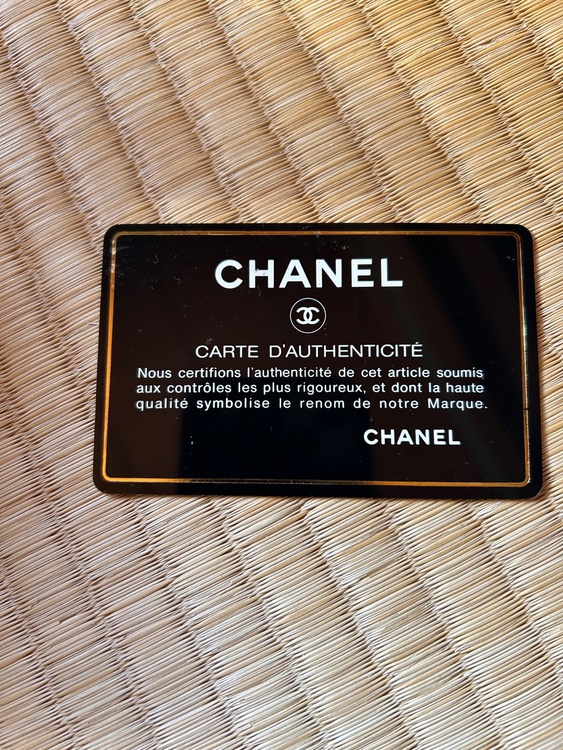 CHANEL
CARTE D'AUTHENTICITÉ
Nous certifions l'authenticité de cet article soumis
aux contrôles les plus rigoureux, et dont la haute
qualité symbolise le renom de notre Marque.
CHANEL